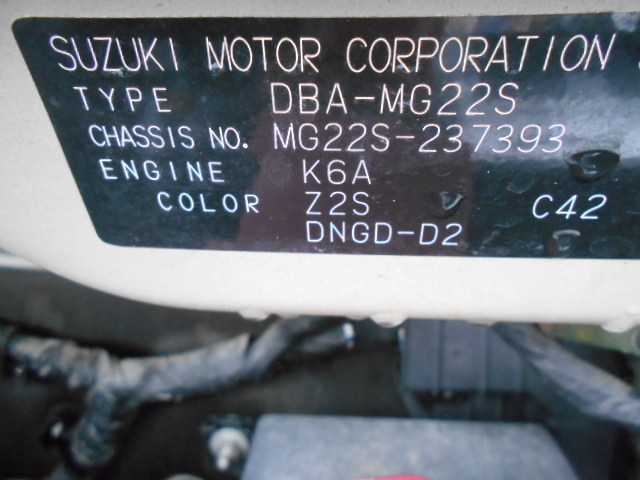 SUZUKI MOTOR CORPORATION
TYPE DBA-MG22S
CHASSIS NO. MG22S-237393
ENGINE K6A
COLOR Z2S C42
DNGD-D2